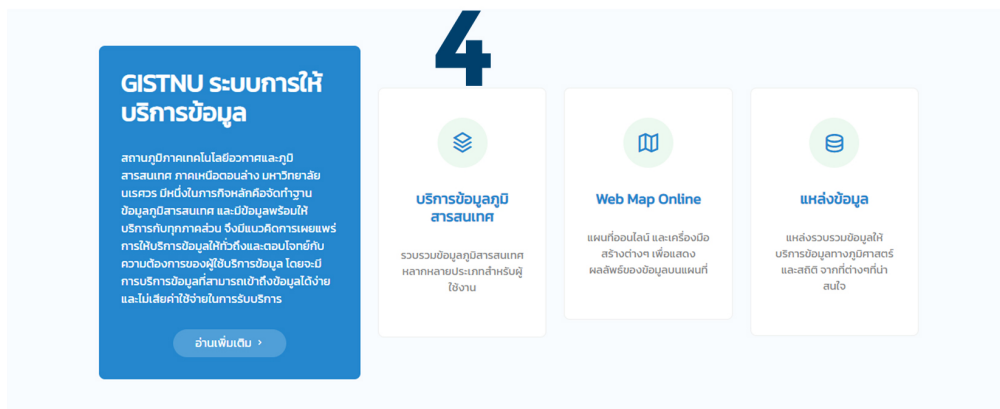 4
GISTNU ระบบการให้
บริการข้อมูล
สถานภูมิภาคเทคโนโลยีอวกาศและภูมิ
สารสนเทศ ภาคเหนือตอนล่าง มหาวิทยาลัย
นเรศวร มีหนึ่งในภารกิจหลักคือจัดทำฐาน
ข้อมูลภูมิสารสนเทศ และมีข้อมูลพร้อมให้
บริการกับทุกภาคส่วน จึงมีแนวคิดการเผยแพร่
การให้บริการข้อมูลให้ทั่วถึงและตอบโจทย์กับ
ความต้องการของผู้ใช้บริการข้อมูล โดยจะมี
การบริการข้อมูลที่สามารถเข้าถึงข้อมูลได้ง่าย
และไม่เสียค่าใช้จ่ายในการรับบริการ
อ่านเพิ่มเติม ›
บริการข้อมูลภูมิ
สารสนเทศ
รวบรวมข้อมูลภูมิสารสนเทศ
หลากหลายประเภทสำหรับผู้
ใช้งาน
Web Map Online
แผนที่ออนไลน์ และเครื่องมือ
สร้างต่างๆ เพื่อแสดง
ผลลัพธ์ของข้อมูลบนแผนที่
แหล่งข้อมูล
แหล่งรวบรวมข้อมูลให้
บริการข้อมูลทางภูมิศาสตร์
และสถิติ จากที่ต่างๆที่น่า
สนใจ